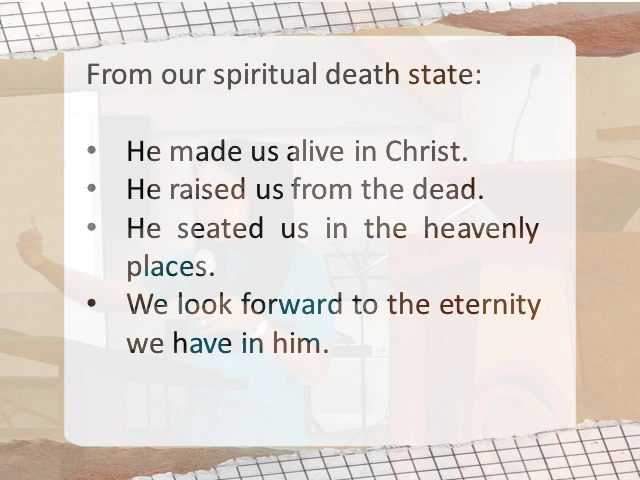 From our spiritual death state:
• He made us alive in Christ.
• He raised us from the dead.
• He seated us in the heavenly
places.
• We look forward to the eternity
we have in him.